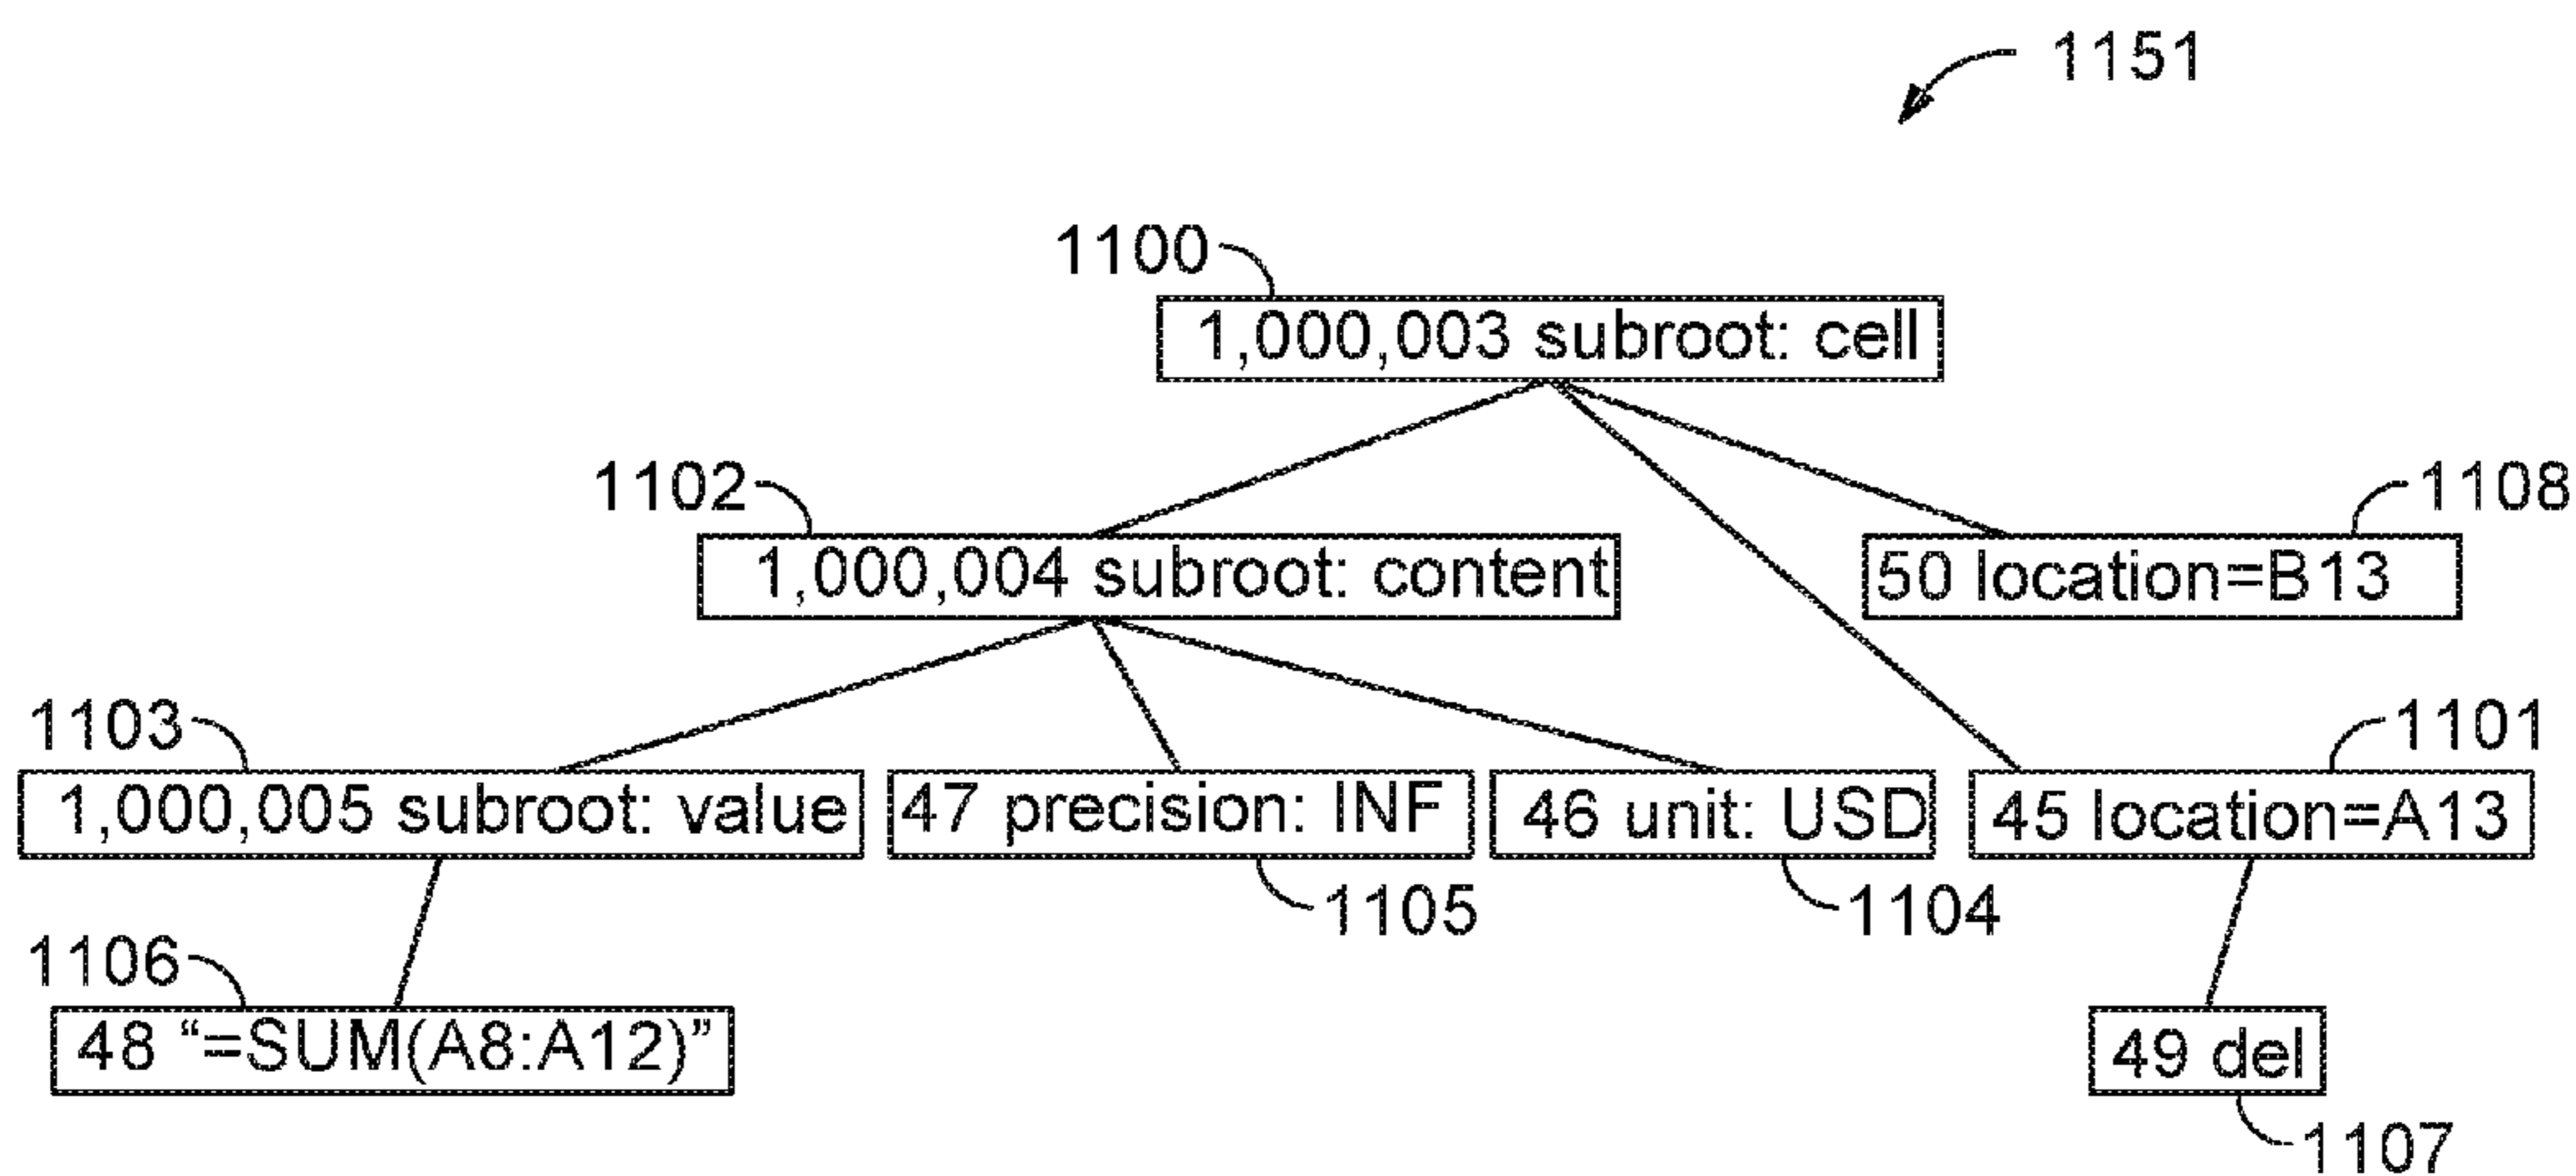 1151
1100
1,000,003 subroot: cell
1102
1108
1,000,004 subroot: content
50 location=B13
1103
1101
1,000,005 subroot: value
47 precision: INF
46 unit: USD
45 location=A13
1105
1104
1106
48 “=SUM(A8:A12)”
49 del
1107